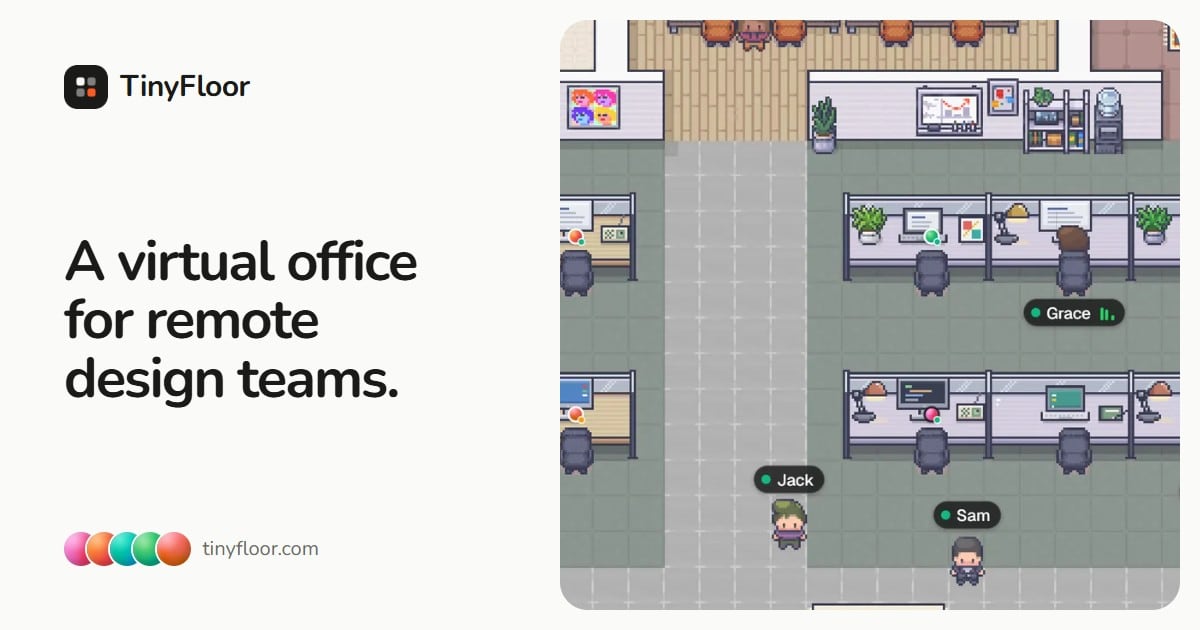 TinyFloor
A virtual office
for remote
design teams.
tinyfloor.com
Grace
Jack
Sam